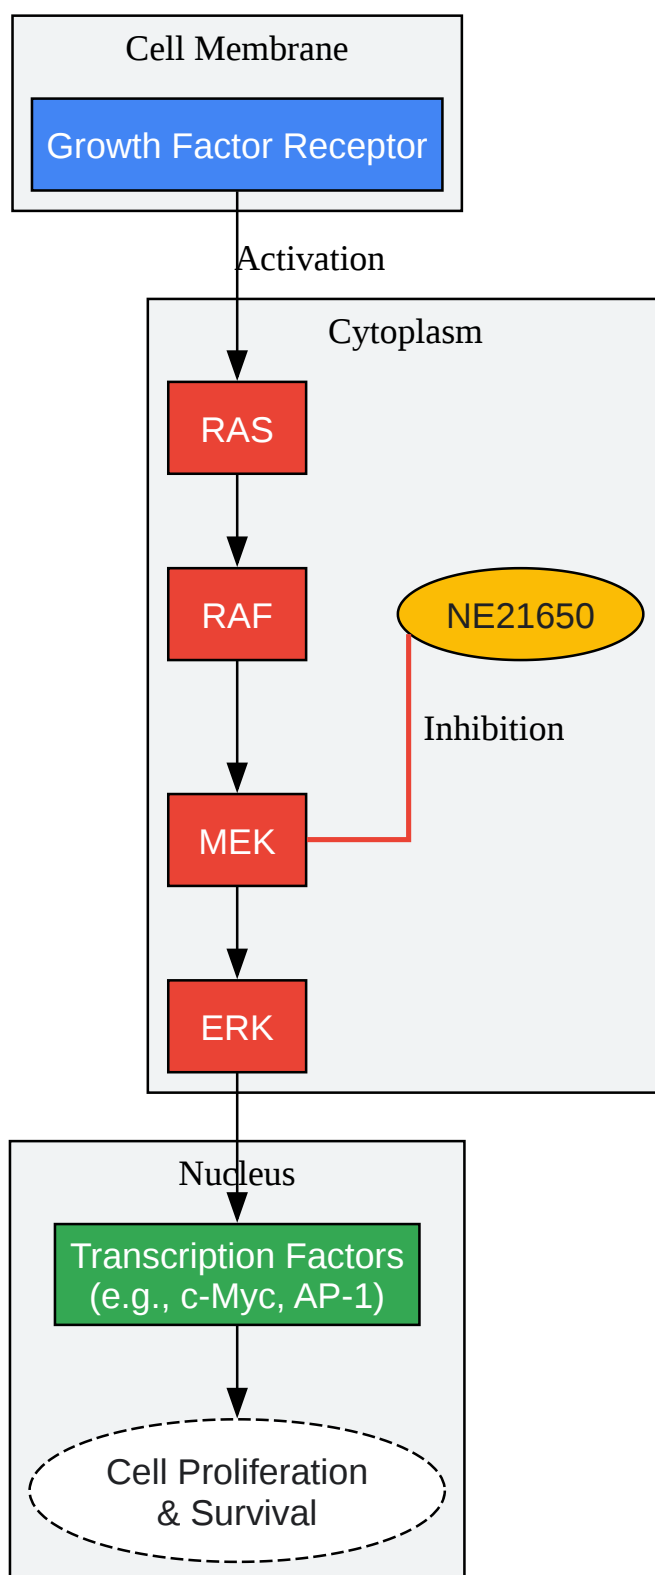 Cell Membrane
Growth Factor Receptor
Activation
Cytoplasm
RAS
RAF
NE21650
Inhibition
MEK
ERK
Nucleus
Transcription Factors
(e.g., c-Myc, AP-1)
Cell Proliferation
& Survival